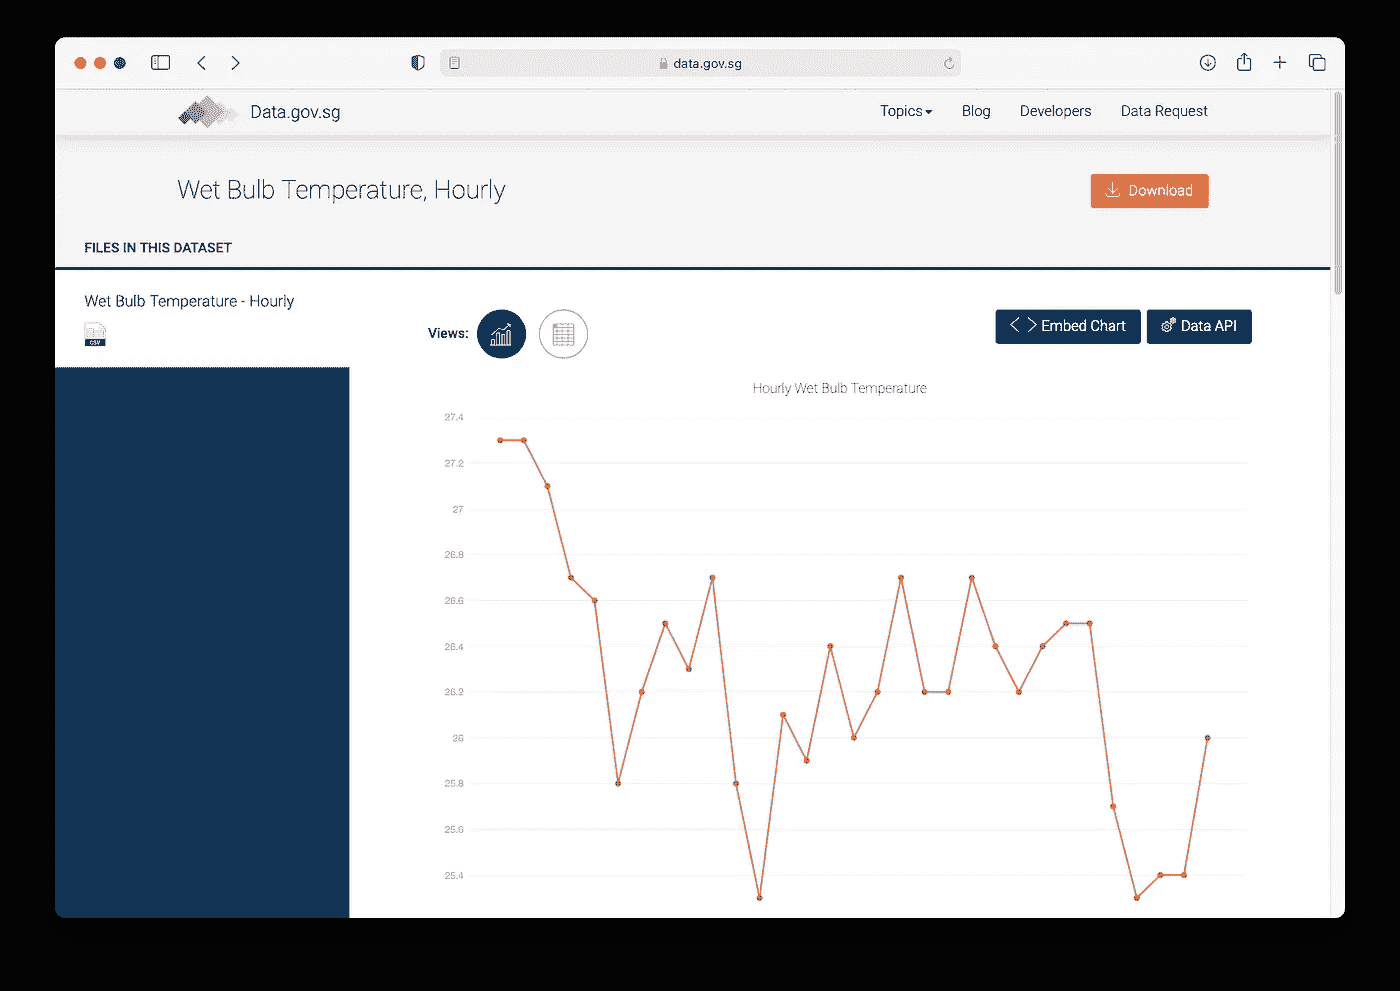 data.gov.sg
Data.gov.sg
Topics
Blog
Developers
Data Request
Wet Bulb Temperature, Hourly
Download
FILES IN THIS DATASET
Wet Bulb Temperature - Hourly
CSV
Views:
Embed Chart
Data API
Hourly Wet Bulb Temperature
27.4
27.2
27
26.8
26.6
26.4
26.2
26
25.8
25.6
25.4